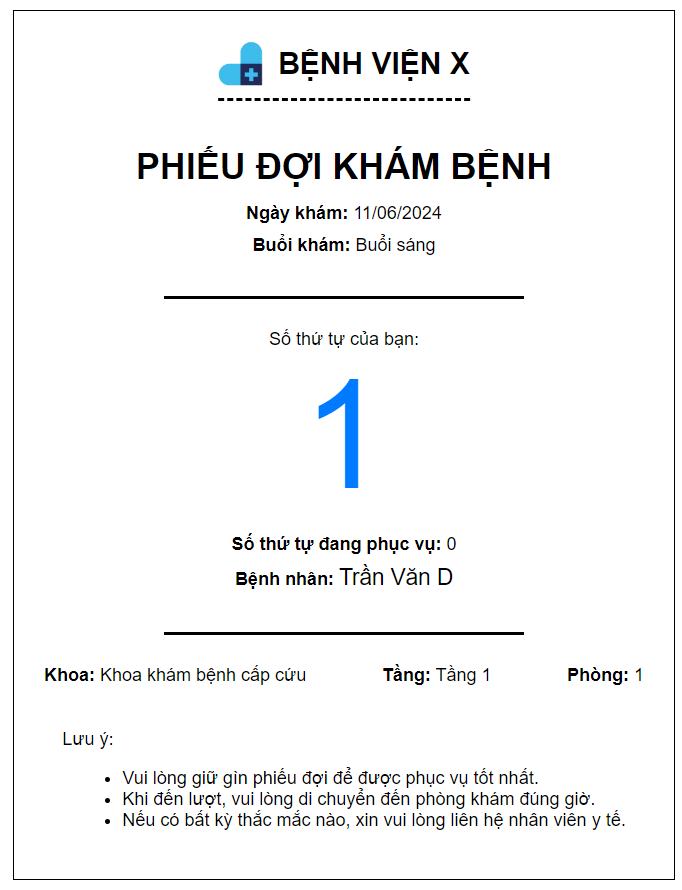 BỆNH VIỆN X
PHIẾU ĐỢI KHÁM BỆNH
Ngày khám: 11/06/2024
Buổi khám: Buổi sáng
Số thứ tự của bạn:
1
Số thứ tự đang phục vụ: 0
Bệnh nhân: Trần Văn D
Khoa: Khoa khám bệnh cấp cứu Tầng: Tầng 1 Phòng: 1
Lưu ý:
• Vui lòng giữ gìn phiếu đợi để được phục vụ tốt nhất.
• Khi đến lượt, vui lòng di chuyển đến phòng khám đúng giờ.
• Nếu có bất kỳ thắc mắc nào, xin vui lòng liên hệ nhân viên y tế.